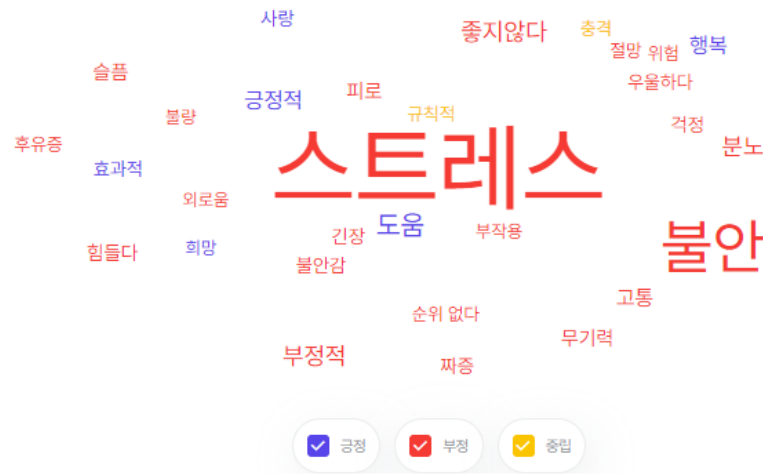 사랑
좋지않다
충격
절망
위험
행복
슬픔
우울하다
긍정적
피로
규칙적
불량
걱정
후유증
분노
효과적
스트레스
외로움
도움
부작용
긴장
힘들다
희망
불안
불안감
고통
순위 없다
무기력
부정적
짜증
긍정
부정
중립